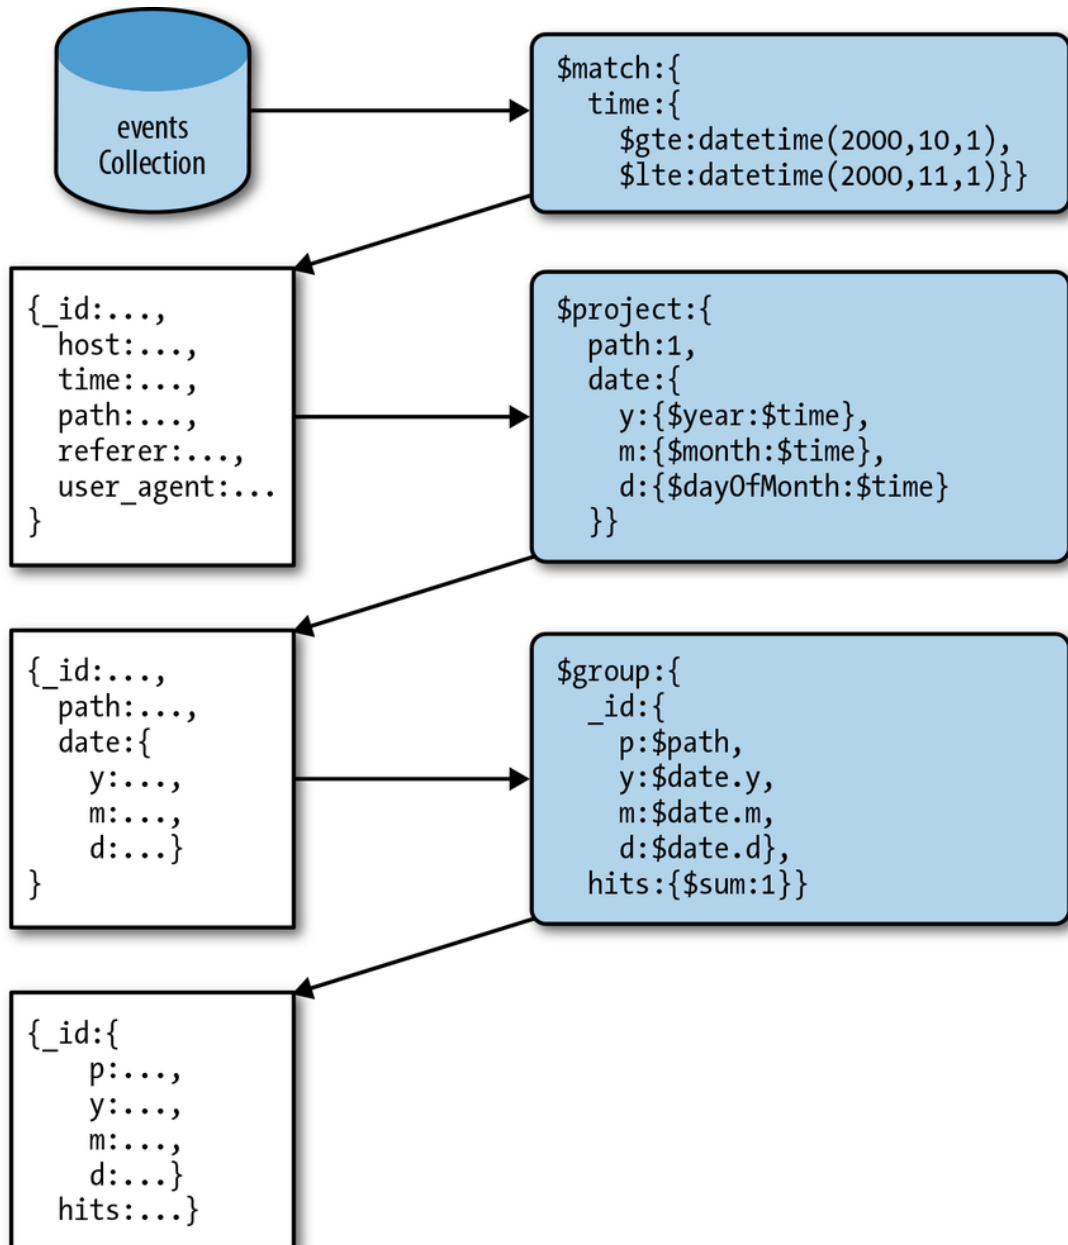 events
Collection
$match:{
  time:{
    $gte:datetime(2000,10,1),
    $lte:datetime(2000,11,1)}}
{_id:...,
  host:...,
  time:...,
  path:...,
  referer:...,
  user_agent:...
}
$project:{
  path:1,
  date:{
    y:{$year:$time},
    m:{$month:$time},
    d:{$dayOfMonth:$time}
  }}
{_id:...,
  path:...,
  date:{
    y:...,
    m:...,
    d:...}
}
$group:{
  _id:{
    p:$path,
    y:$date.y,
    m:$date.m,
    d:$date.d},
  hits:{$sum:1}}
{_id:{
    p:...,
    y:...,
    m:...,
    d:...}
  hits:...}